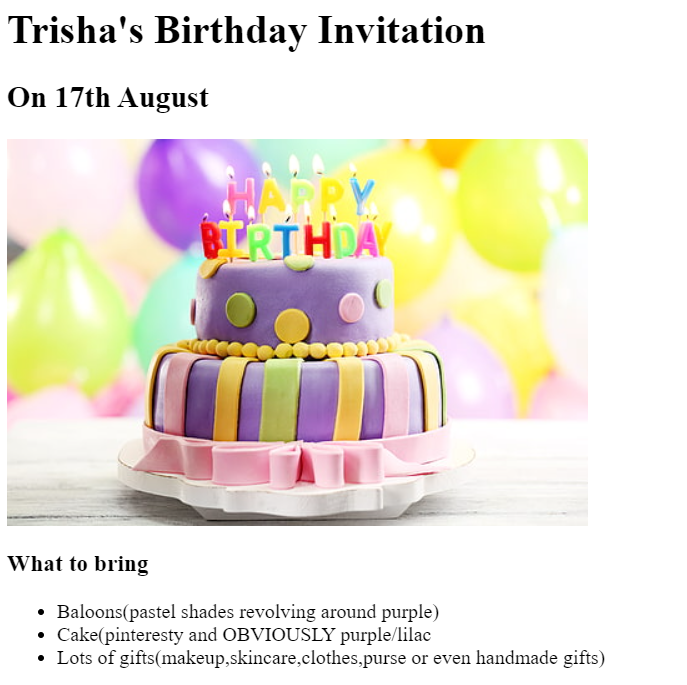 Trisha's Birthday Invitation
On 17th August
HAPPY
BIRTHDAY
What to bring
Baloons(pastel shades revolving around purple)
Cake(pinteresty and OBVIOUSLY purple/lilac
Lots of gifts(makeup,skincare,clothes,purse or even handmade gifts)